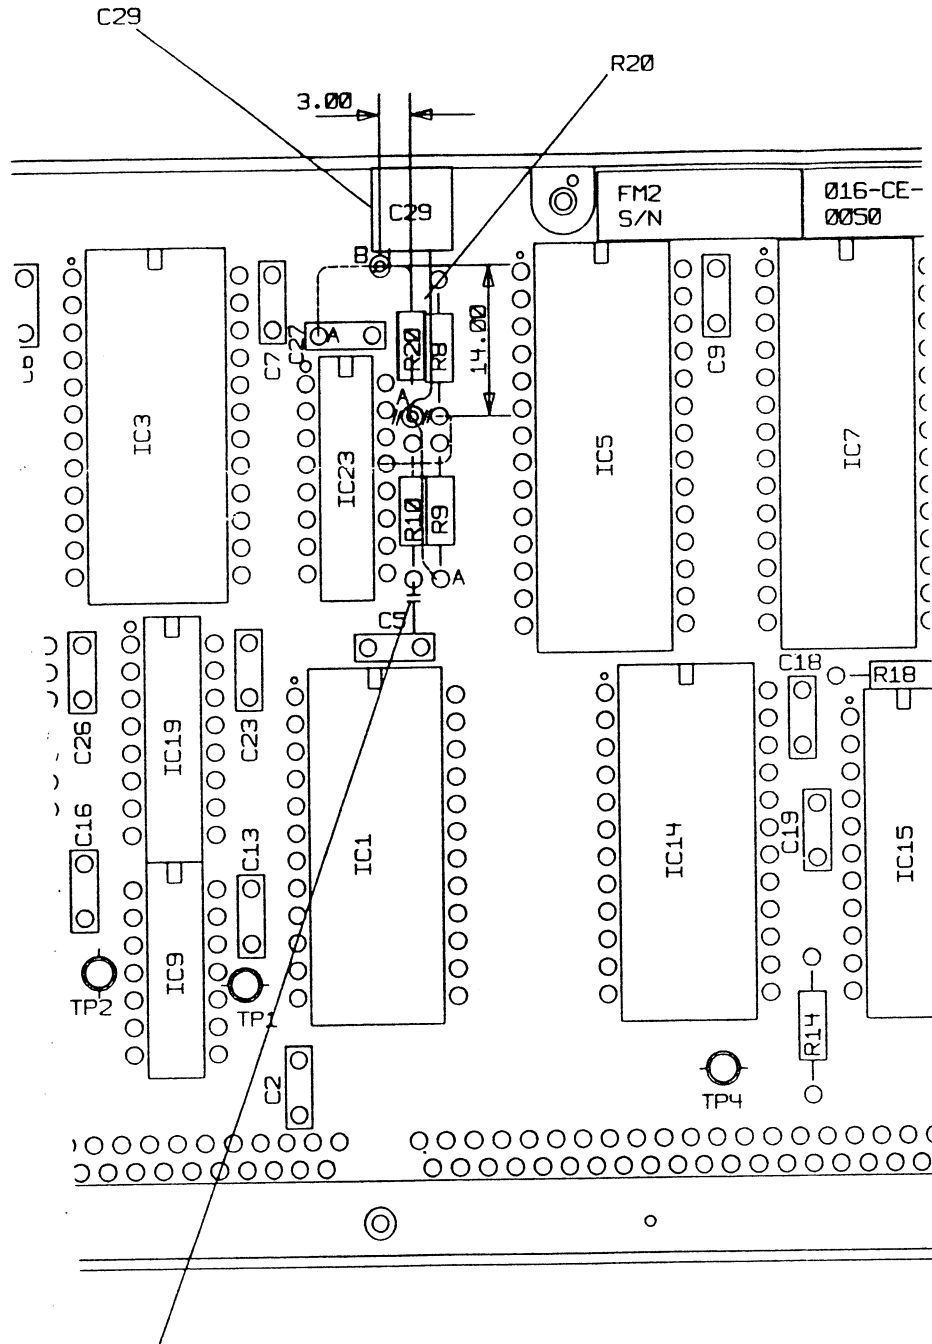 C29
R20
3.00
C29
FM2
S/N
016-CE-
0050
B
A
C27
C7
R20
R8
14.00
C9
A
IC3
IC23
IC5
IC7
R10
R9
A
C5
C18
R18
C26
IC19
C23
C16
C13
IC1
IC14
C19
IC15
IC9
TP2
TP1
R14
C2
TP4